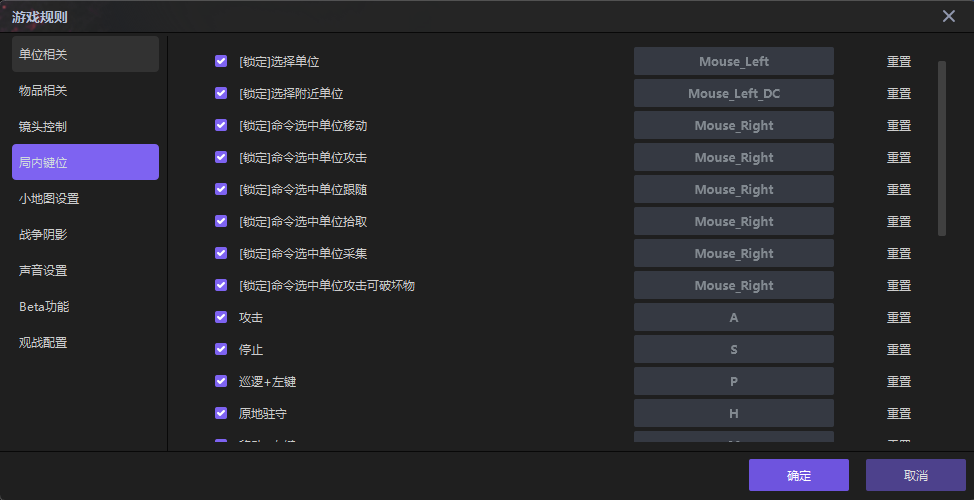 游戏规则
单位相关
物品相关
镜头控制
局内键位
小地图设置
战争阴影
声音设置
Beta功能
观战配置
[锁定]选择单位 Mouse_Left 重置
[锁定]选择附近单位 Mouse_Left_DC 重置
[锁定]命令选中单位移动 Mouse_Right 重置
[锁定]命令选中单位攻击 Mouse_Right 重置
[锁定]命令选中单位跟随 Mouse_Right 重置
[锁定]命令选中单位拾取 Mouse_Right 重置
[锁定]命令选中单位采集 Mouse_Right 重置
[锁定]命令选中单位攻击可破坏物 Mouse_Right 重置
攻击 A 重置
停止 S 重置
巡逻+左键 P 重置
原地驻守 H 重置
确定 取消